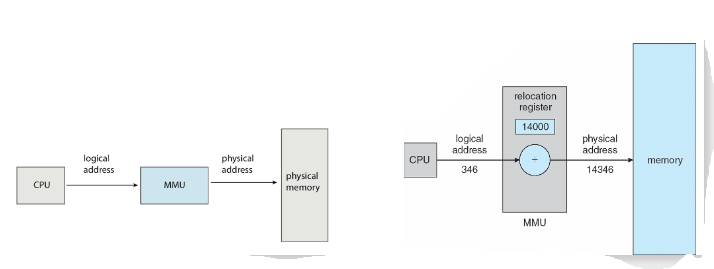 logical
address
physical
address
CPU
MMU
physical
memory
relocation
register
14000
logical
address
346
CPU
+
physical
address
14346
memory
MMU